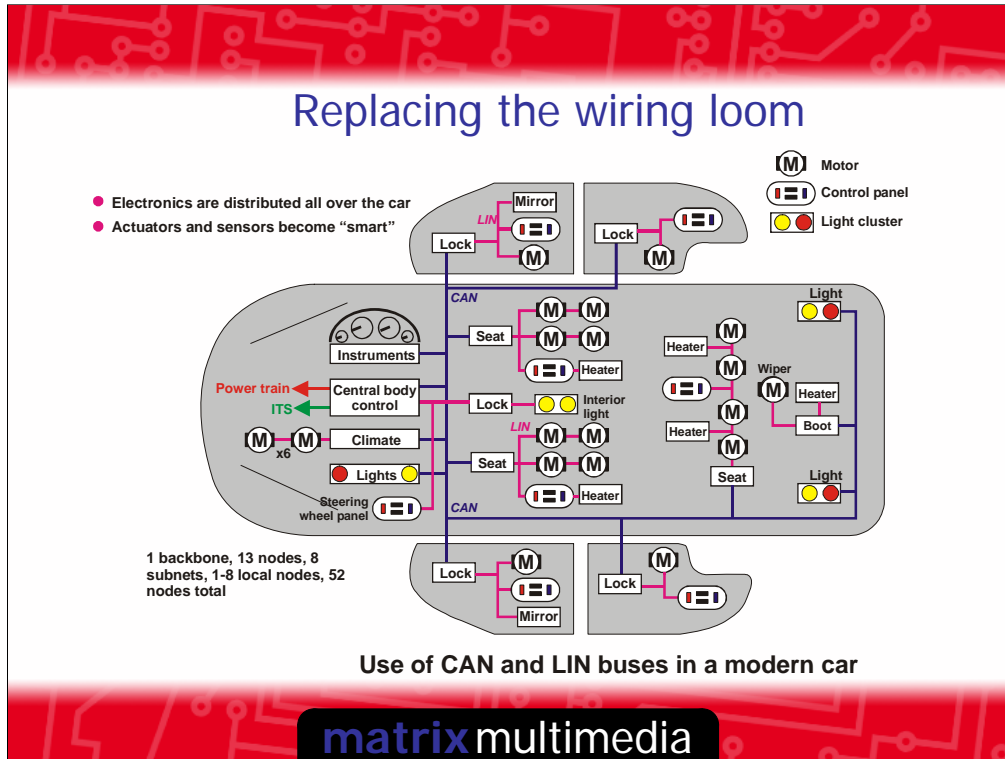 Replacing the wiring loom
Electronics are distributed all over the car
Actuators and sensors become “smart”
M Motor
Control panel
Light cluster
Mirror
LIN
Lock
M
Lock
M
CAN
Light
Instruments
Seat
M M
M M
Heater
M
Heater
M
Wiper
M
Heater
Power train
ITS
Central body
control
Lock
Interior
light
M
Heater
Boot
M M
x6
Climate
LIN
M M
M
Seat
M M
Seat
Light
Lights
Heater
Steering
wheel panel
CAN
1 backbone, 13 nodes, 8
subnets, 1-8 local nodes, 52
nodes total
Lock
M
Mirror
M
Lock
Use of CAN and LIN buses in a modern car
matrix multimedia